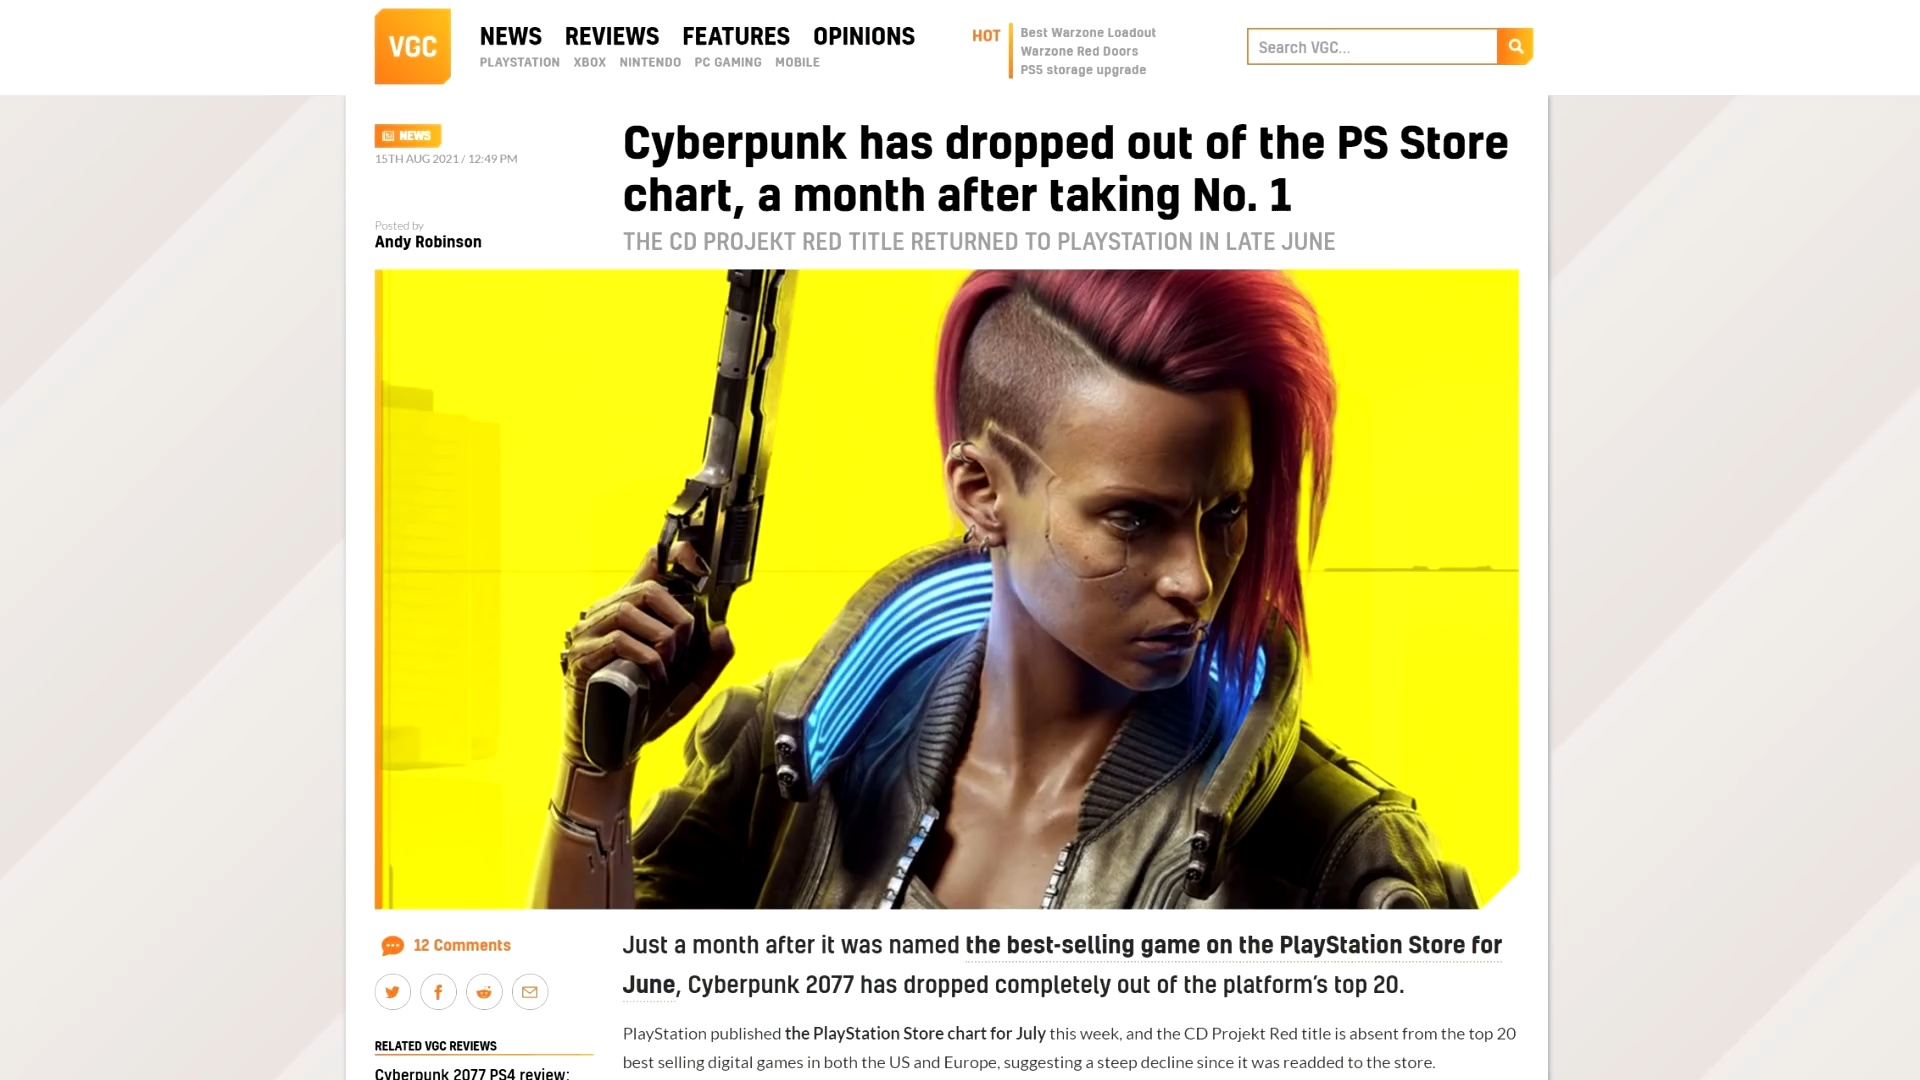 VGC
NEWS REVIEWS FEATURES OPINIONS
PLAYSTATION XBOX NINTENDO PC GAMING MOBILE
HOT
Best Warzone Loadout
Warzone Red Doors
PS5 storage upgrade
Search VGC...
NEWS
15TH AUG 2021 / 12:49 PM
Posted by
Andy Robinson
Cyberpunk has dropped out of the PS Store
chart, a month after taking No. 1
THE CD PROJEKT RED TITLE RETURNED TO PLAYSTATION IN LATE JUNE
12 Comments
RELATED VGC REVIEWS
Cyberpunk 2077 PS4 review:
Just a month after it was named the best-selling game on the PlayStation Store for
June, Cyberpunk 2077 has dropped completely out of the platform's top 20.
PlayStation published the PlayStation Store chart for July this week, and the CD Projekt Red title is absent from the top 20
best selling digital games in both the US and Europe, suggesting a steep decline since it was readded to the store.